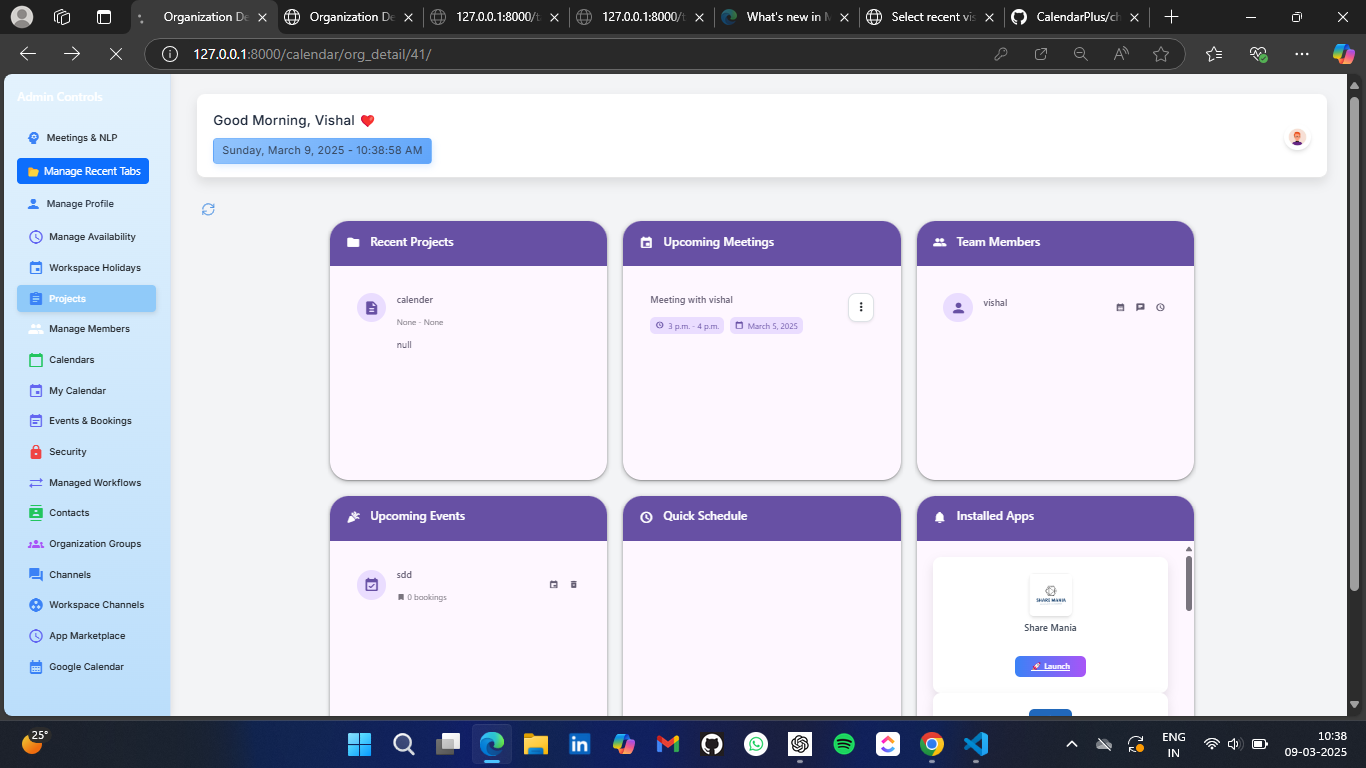 Organization De
Organization De
127.0.0.1:8000/t
127.0.0.1:8000/t
What's new in M
Select recent vis
CalendarPlus/ch
127.0.0.1:8000/calendar/org_detail/41/
Admin Controls
Meetings & NLP
Manage Recent Tabs
Manage Profile
Manage Availability
Workspace Holidays
Projects
Manage Members
Calendars
My Calendar
Events & Bookings
Security
Managed Workflows
Contacts
Organization Groups
Channels
Workspace Channels
App Marketplace
Google Calendar
Good Morning, Vishal ❤️
Sunday, March 9, 2025 - 10:38:58 AM
Recent Projects
calender
None - None
null
Upcoming Meetings
Meeting with vishal
3 p.m. - 4 p.m.
March 5, 2025
Team Members
vishal
Upcoming Events
sdd
0 bookings
Quick Schedule
Installed Apps
SHARE MANIA
Share Mania
🚀 Launch
25°
ENG
IN
10:38
09-03-2025